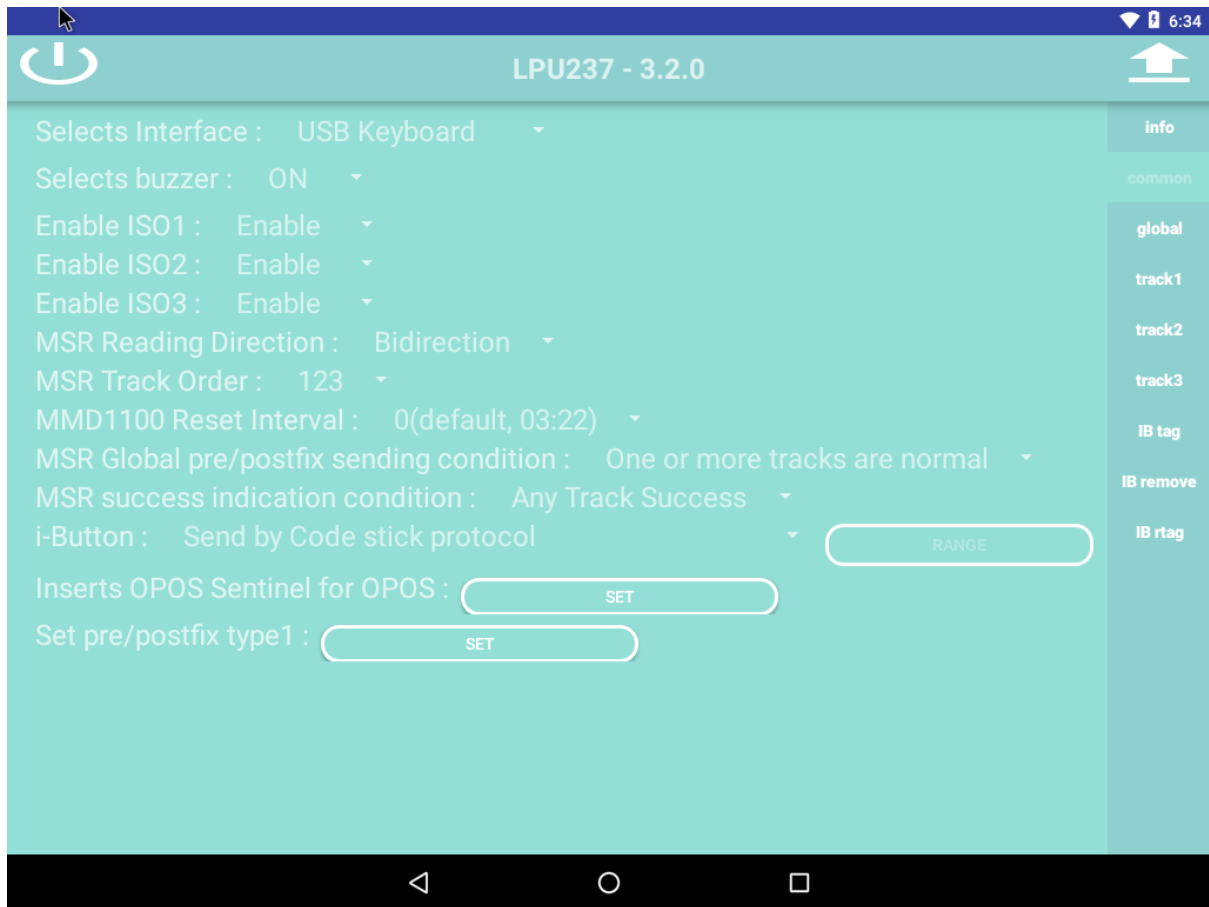 6:34
LPU237 - 3.2.0
Selects Interface : USB Keyboard
Selects buzzer : ON
Enable ISO1 : Enable
Enable ISO2 : Enable
Enable ISO3 : Enable
MSR Reading Direction : Bidirection
MSR Track Order : 123
MMD1100 Reset Interval : 0(default, 03:22)
MSR Global pre/postfix sending condition : One or more tracks are normal
MSR success indication condition : Any Track Success
i-Button : Send by Code stick protocol RANGE
Inserts OPOS Sentinel for OPOS : SET
Set pre/postfix type1 : SET
info
common
global
track1
track2
track3
IB tag
IB remove
IB rtag